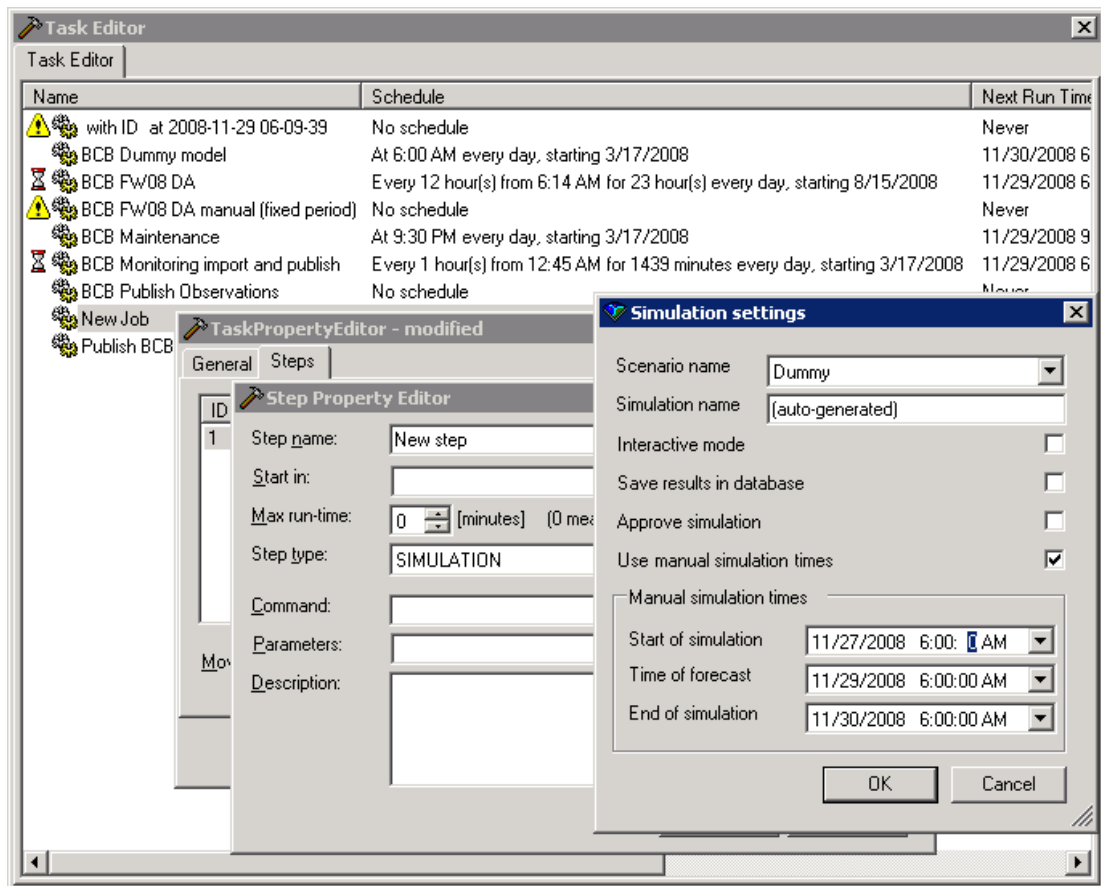 Task Editor
Task Editor
Name Schedule Next Run Time
with ID at 2008-11-29 06-09-39 No schedule Never
BCB Dummy model At 6:00 AM every day, starting 3/17/2008 11/30/2008 6
BCB FW08 DA Every 12 hour(s) from 6:14 AM for 23 hour(s) every day, starting 8/15/2008 11/29/2008 6
BCB FW08 DA manual (fixed period) No schedule Never
BCB Maintenance At 9:30 PM every day, starting 3/17/2008 11/29/2008 9
BCB Monitoring import and publish Every 1 hour(s) from 12:45 AM for 1439 minutes every day, starting 3/17/2008 11/29/2008 6
BCB Publish Observations No schedule Never
New Job
Publish BCB
TaskPropertyEditor - modified
General Steps
ID
1
Mov
Step Property Editor
Step name: New step
Start in:
Max run-time: 0 [minutes] (0 mea
Step type: SIMULATION
Command:
Parameters:
Description:
Simulation settings
Scenario name Dummy
Simulation name (auto-generated)
Interactive mode
Save results in database
Approve simulation
Use manual simulation times
Manual simulation times
Start of simulation 11/27/2008 6:00: 0 AM
Time of forecast 11/29/2008 6:00:00 AM
End of simulation 11/30/2008 6:00:00 AM
OK Cancel